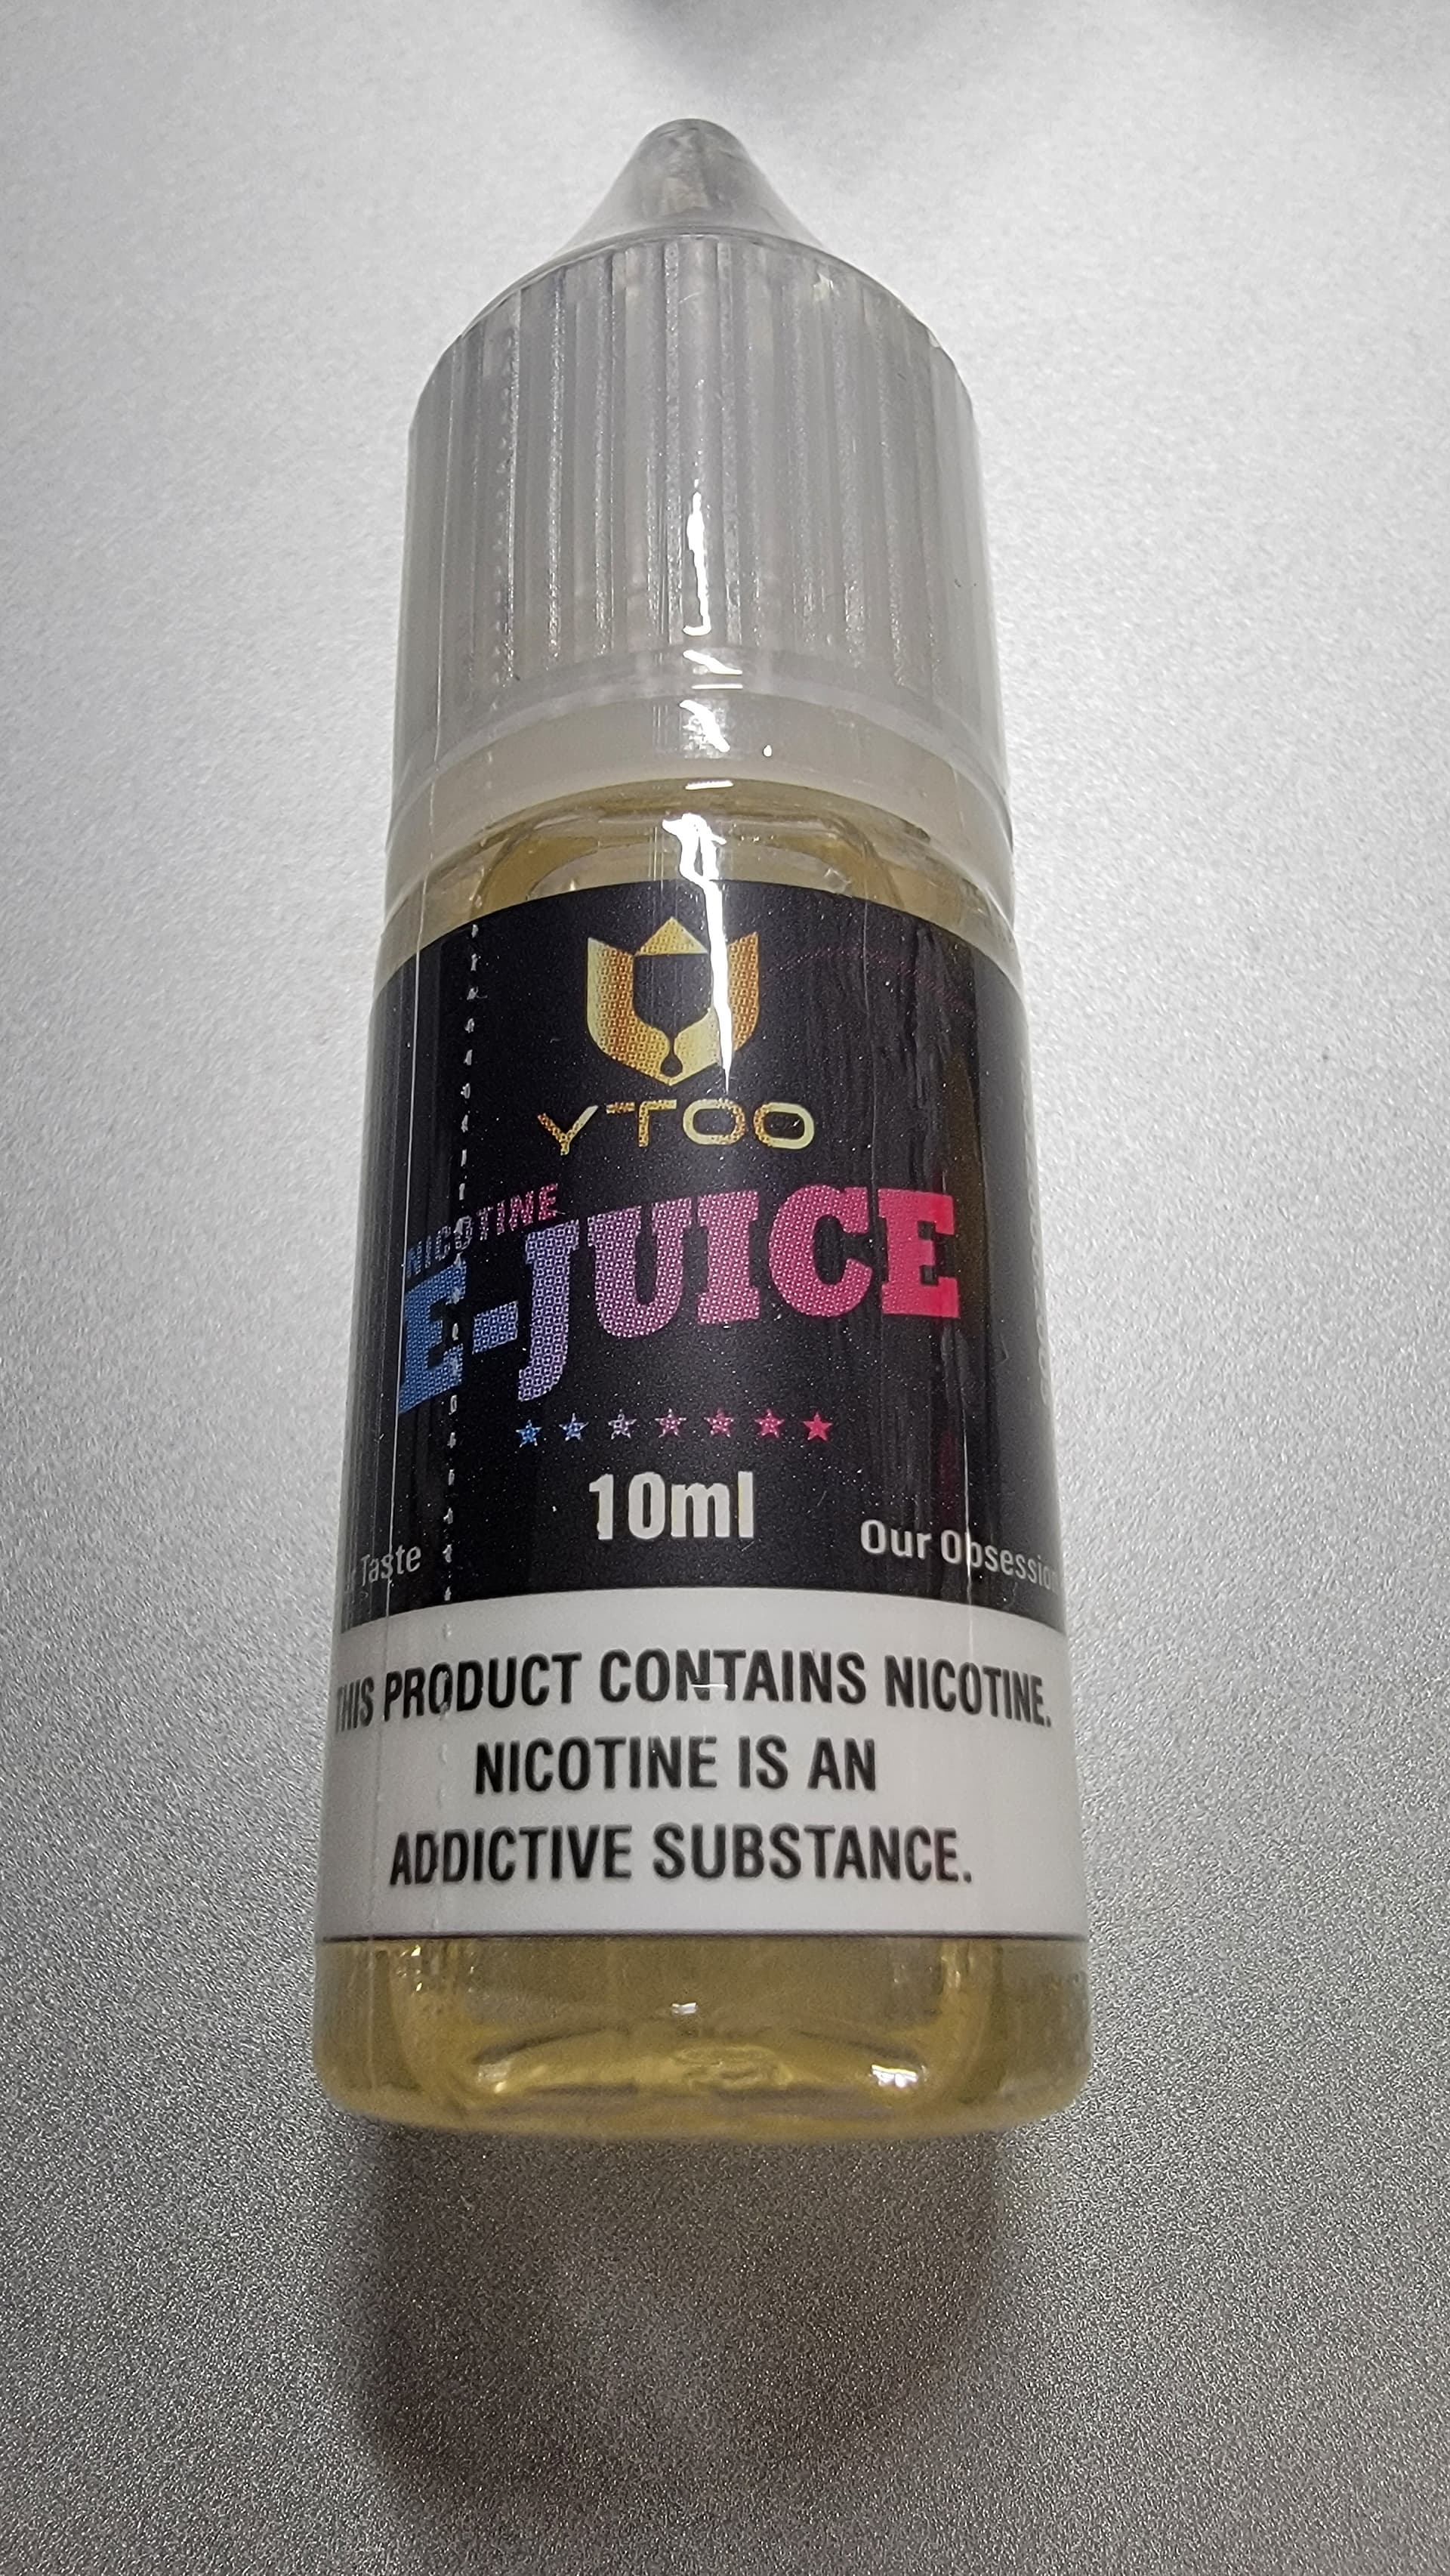 YTOO
NICOTINE
E-JUICE
10ml
Taste
Our Obsession
THIS PRODUCT CONTAINS NICOTINE.
NICOTINE IS AN
ADDICTIVE SUBSTANCE.